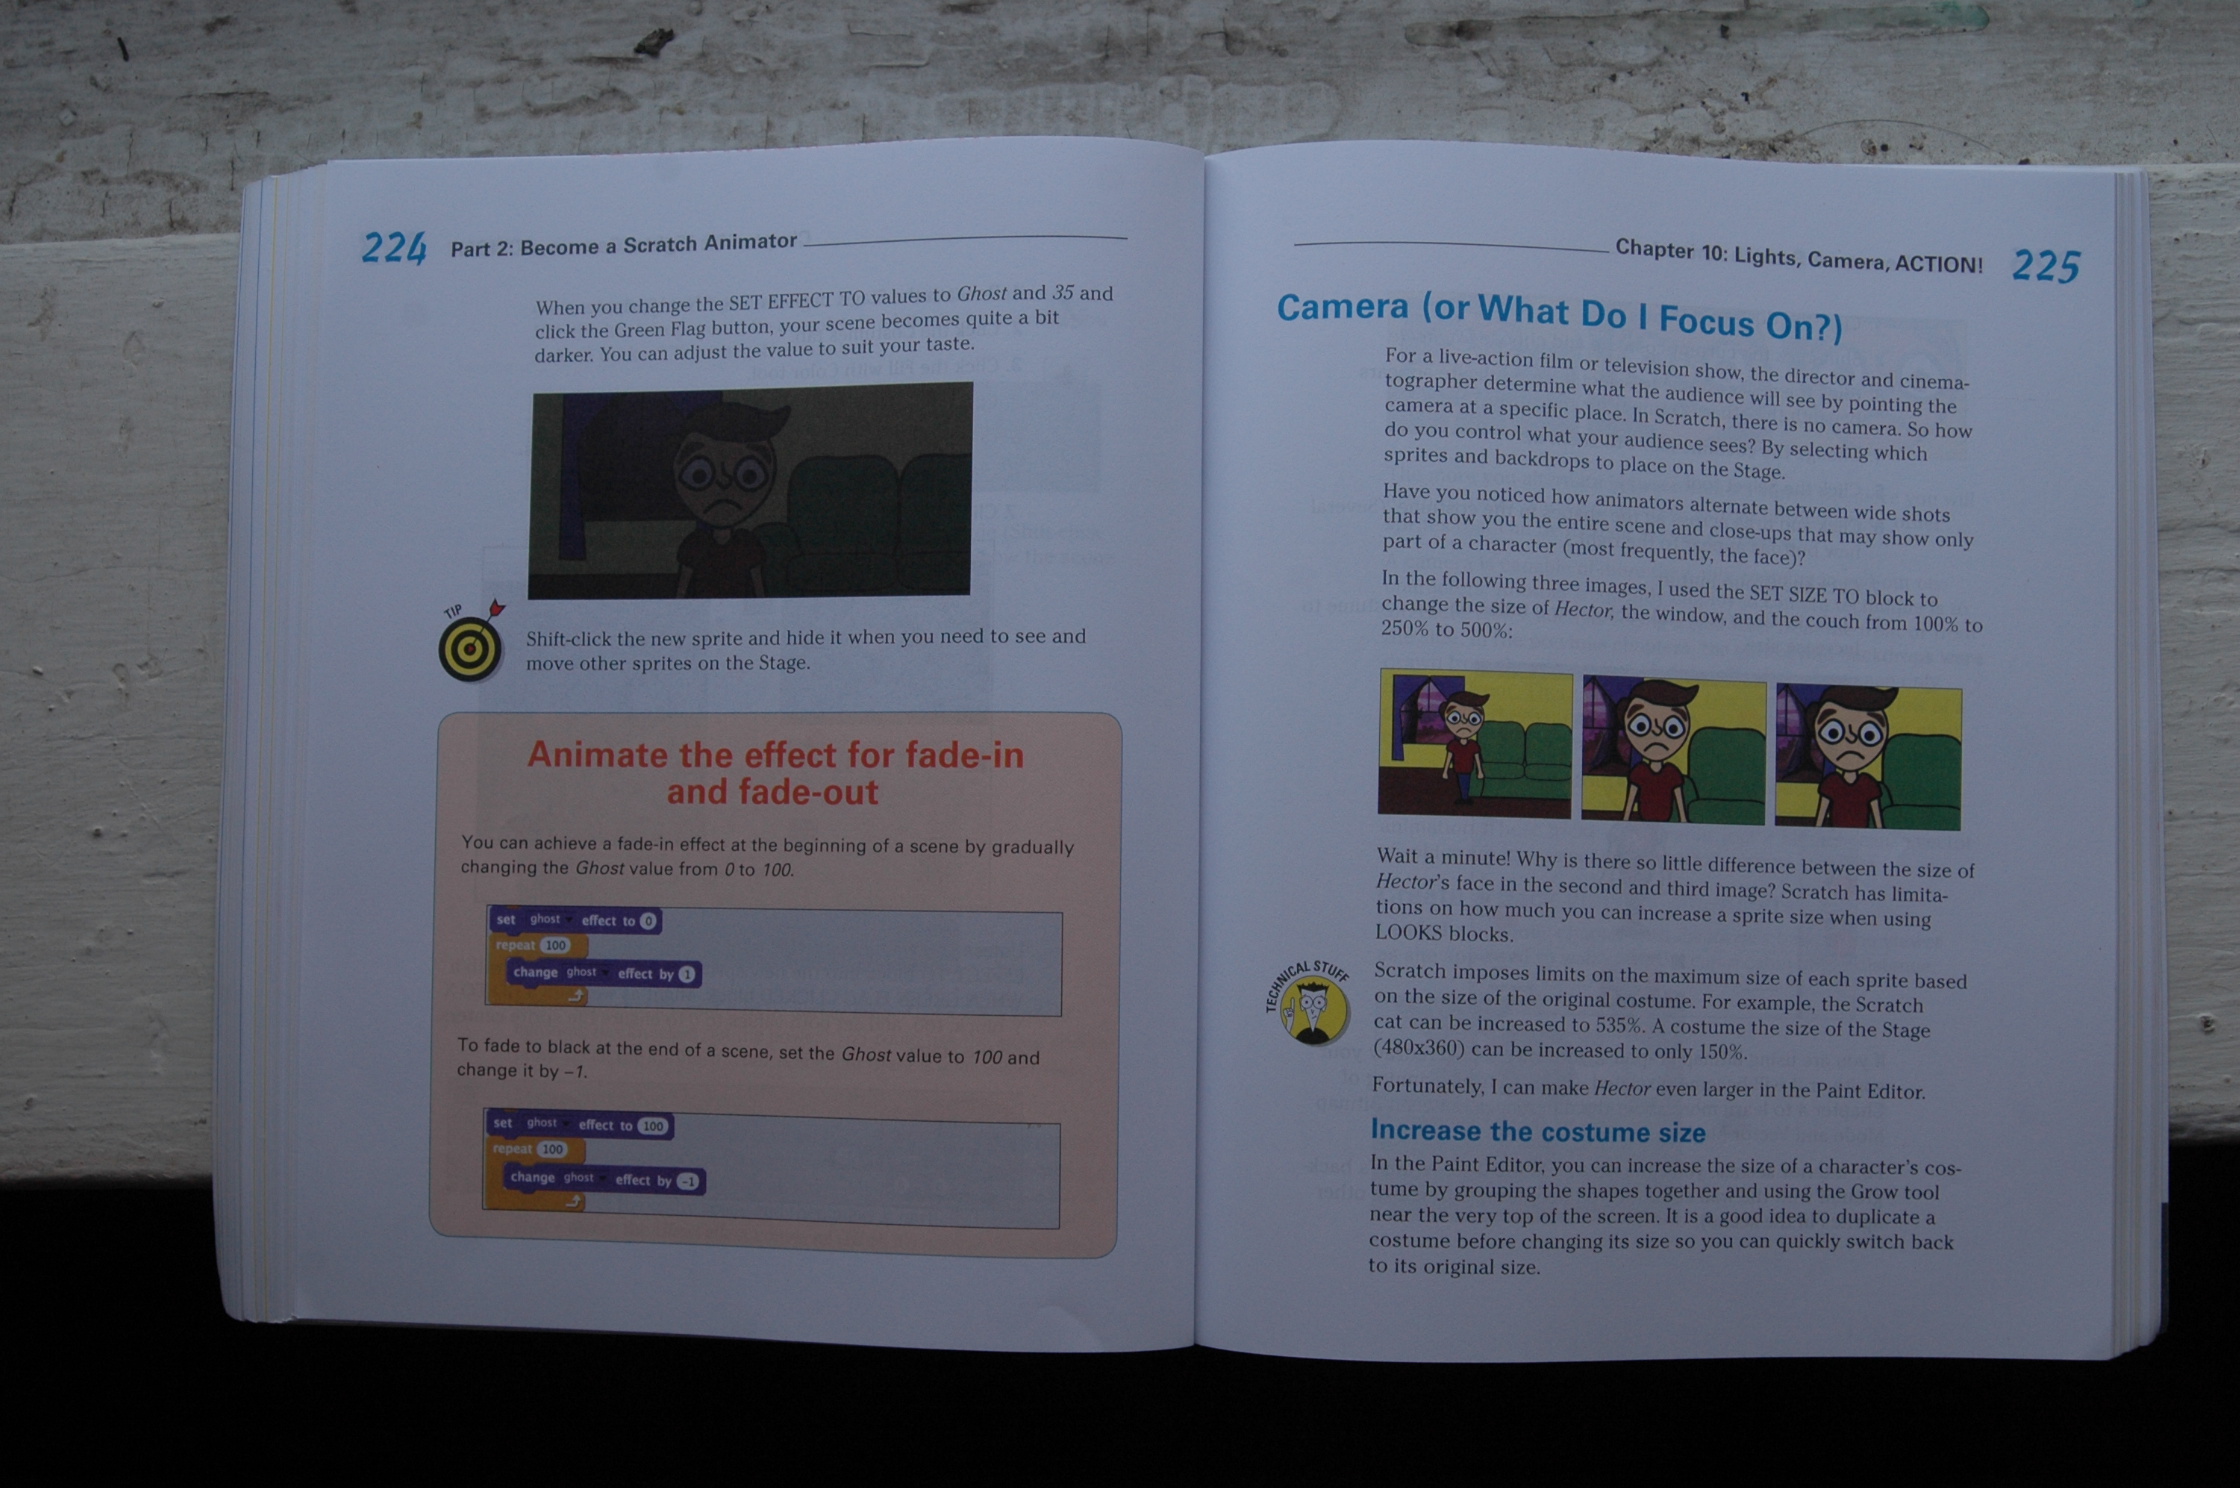 224 Part 2: Become a Scratch Animator
When you change the SET EFFECT TO values to Ghost and 35 and
click the Green Flag button, your scene becomes quite a bit
darker. You can adjust the value to suit your taste.
TIP
Shift-click the new sprite and hide it when you need to see and
move other sprites on the Stage.
Animate the effect for fade-in
and fade-out
You can achieve a fade-in effect at the beginning of a scene by gradually
changing the Ghost value from 0 to 100.
set ghost effect to 0
repeat 100
change ghost effect by 1
To fade to black at the end of a scene, set the Ghost value to 100 and
change it by –1.
set ghost effect to 100
repeat 100
change ghost effect by -1
Chapter 10: Lights, Camera, ACTION! 225
Camera (or What Do I Focus On?)
For a live-action film or television show, the director and cinema-
tographer determine what the audience will see by pointing the
camera at a specific place. In Scratch, there is no camera. So how
do you control what your audience sees? By selecting which
sprites and backdrops to place on the Stage.
Have you noticed how animators alternate between wide shots
that show you the entire scene and close-ups that may show only
part of a character (most frequently, the face)?
In the following three images, I used the SET SIZE TO block to
change the size of Hector, the window, and the couch from 100% to
250% to 500%:
Wait a minute! Why is there so little difference between the size of
Hector's face in the second and third image? Scratch has limita-
tions on how much you can increase a sprite size when using
LOOKS blocks.
TECHNICAL STUFF
Scratch imposes limits on the maximum size of each sprite based
on the size of the original costume. For example, the Scratch
cat can be increased to 535%. A costume the size of the Stage
(480x360) can be increased to only 150%.
Fortunately, I can make Hector even larger in the Paint Editor.
Increase the costume size
In the Paint Editor, you can increase the size of a character's cos-
tume by grouping the shapes together and using the Grow tool
near the very top of the screen. It is a good idea to duplicate a
costume before changing its size so you can quickly switch back
to its original size.